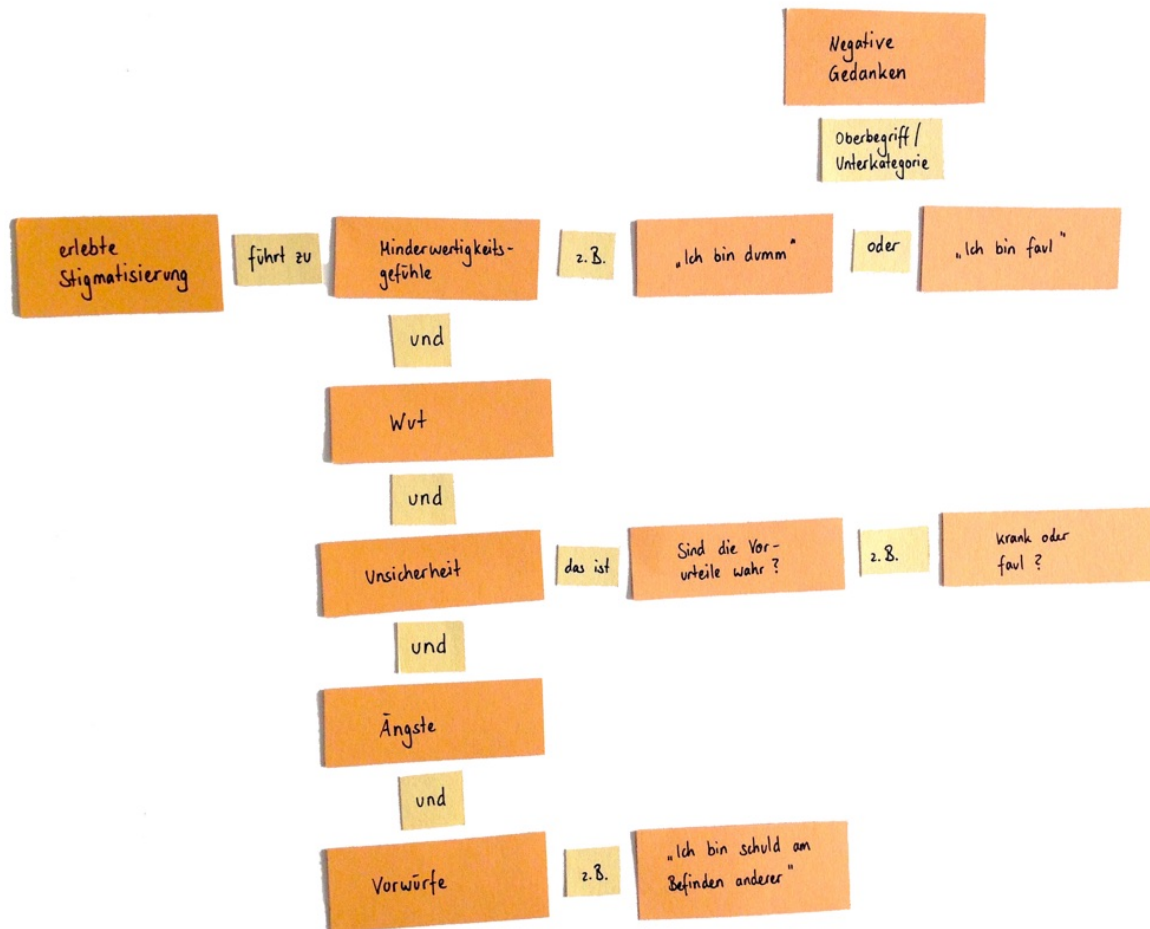 Negative
Gedanken
Oberbegriff/
Unterkategorie
erlebte
Stigmatisierung
führt zu
Minderwertigkeits-
gefühle
z.B.
„Ich bin dumm“
oder
„Ich bin faul“
und
Wut
und
Unsicherheit
das ist
Sind die Vor-
urteile wahr?
z.B.
krank oder
faul?
und
Ängste
und
Vorwürfe
z.B.
„Ich bin schuld am
Befinden anderer“